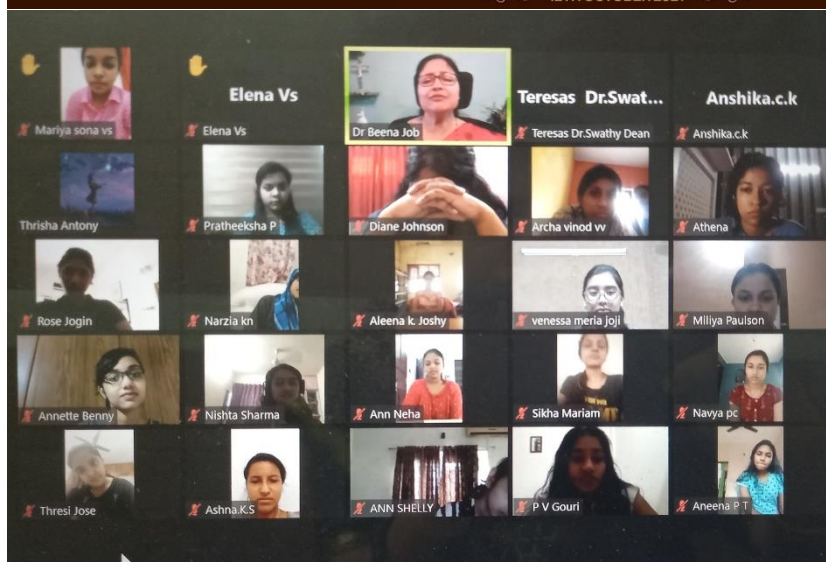 Mariya sona vs
Elena Vs
Elena Vs
Dr Beena Job
Teresas Dr.Swat...
Teresas Dr.Swathy Dean
Anshika.c.k
Anshika.c.k
Thrisha Antony
Pratheeksha P
Diane Johnson
Archa vinod vv
Athena
Rose Jogin
Narzia kn
Aleena k. Joshy
venessa meria joji
Miliya Paulson
Annette Benny
Nishta Sharma
Ann Neha
Sikha Mariam
Navya pc
Thresi Jose
Ashna.K.S
ANN SHELLY
P V Gouri
Aneena P T